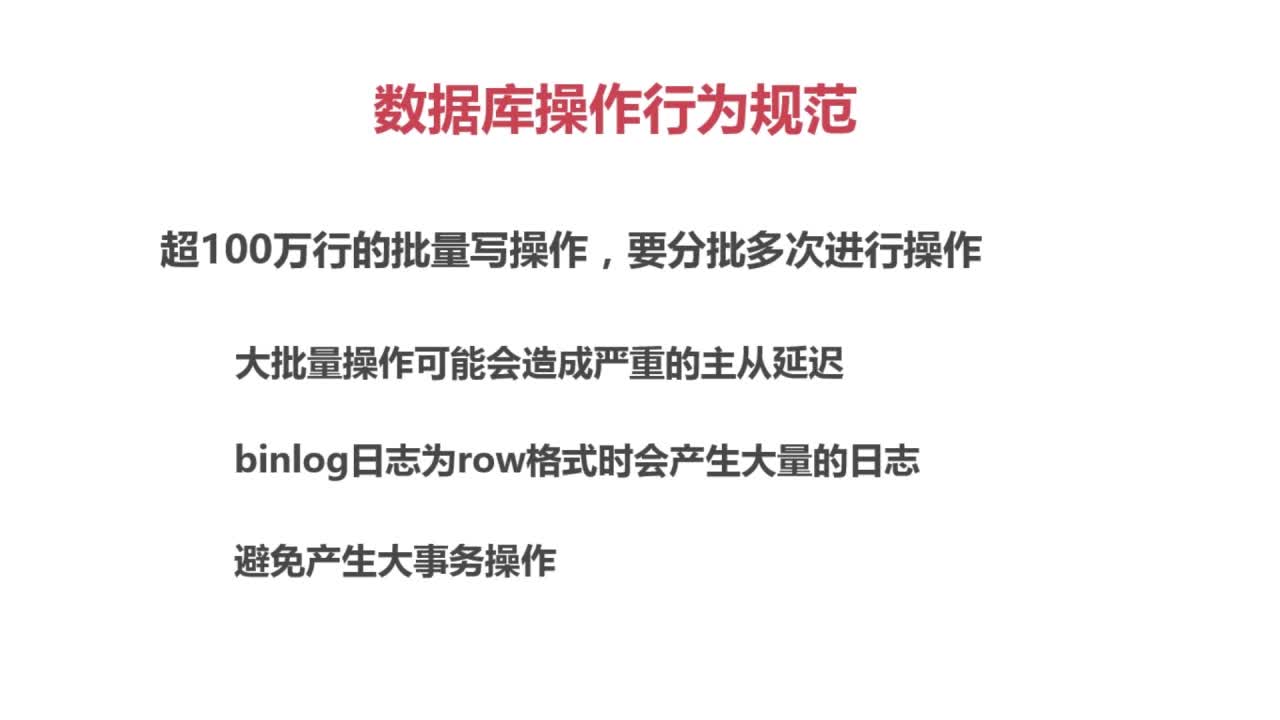 数据库操作行为规范
超100万行的批量写操作，要分批多次进行操作
大批量操作可能会造成严重的主从延迟
binlog日志为row格式时会产生大量的日志
避免产生大事务操作